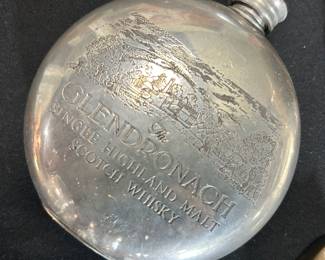 The
GLENDRONACH
SINGLE HIGHLAND MALT
SCOTCH WHISKY